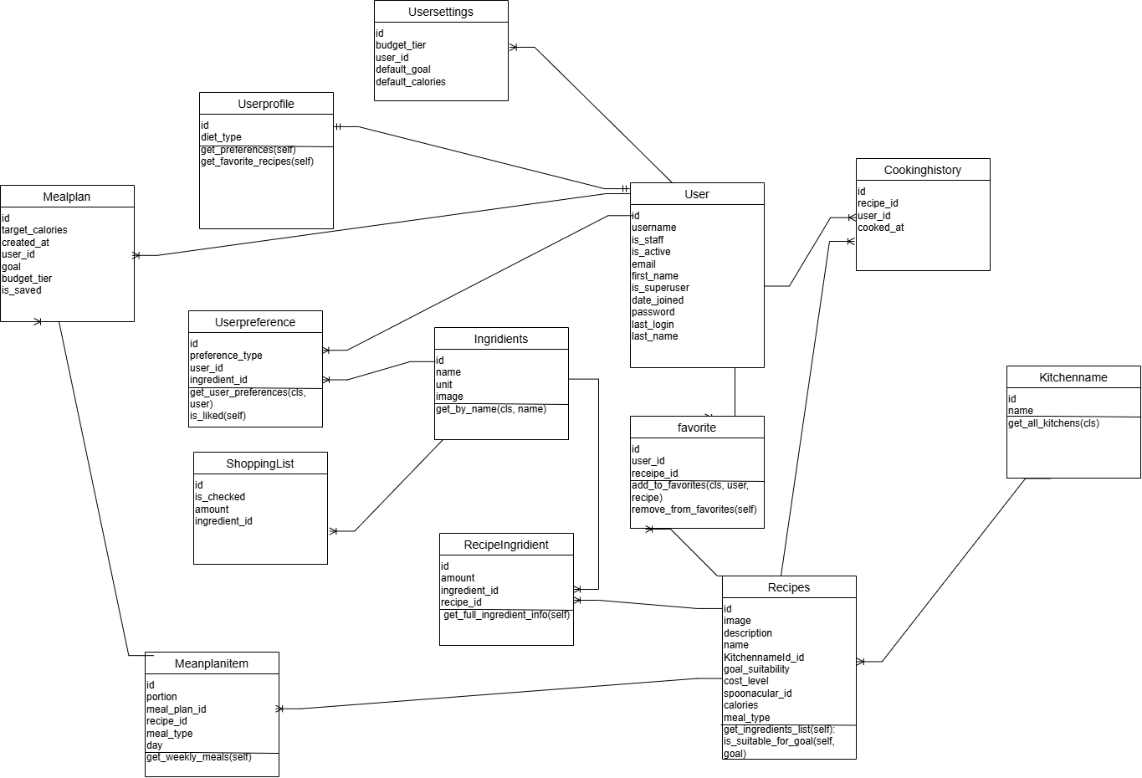 Usersettings
id
budget_tier
user_id
default_goal
default_calories
Userprofile
id
diet_type
get_preferences(self)
get_favorite_recipes(self)
Cookinghistory
id
recipe_id
user_id
cooked_at
Mealplan
id
target_calories
created_at
user_id
goal
budget_tier
is_saved
User
id
username
is_staff
is_active
email
first_name
is_superuser
date_joined
password
last_login
last_name
Userpreference
id
preference_type
user_id
ingredient_id
get_user_preferences(cls,
user)
is_liked(self)
Ingridients
id
name
unit
image
get_by_name(cls, name)
Kitchenname
id
name
get_all_kitchens(cls)
favorite
id
user_id
receipe_id
add_to_favorites(cls, user,
recipe)
remove_from_favorites(self)
ShoppingList
id
is_checked
amount
ingredient_id
RecipeIngridient
id
amount
ingredient_id
recipe_id
get_full_ingredient_info(self)
Recipes
id
image
description
name
KitchennameId_id
goal_suitability
cost_level
spoonacular_id
calories
meal_type
get_ingredients_list(self):
is_suitable_for_goal(self,
goal)
Meanplanitem
id
portion
meal_plan_id
recipe_id
meal_type
day
get_weekly_meals(self)